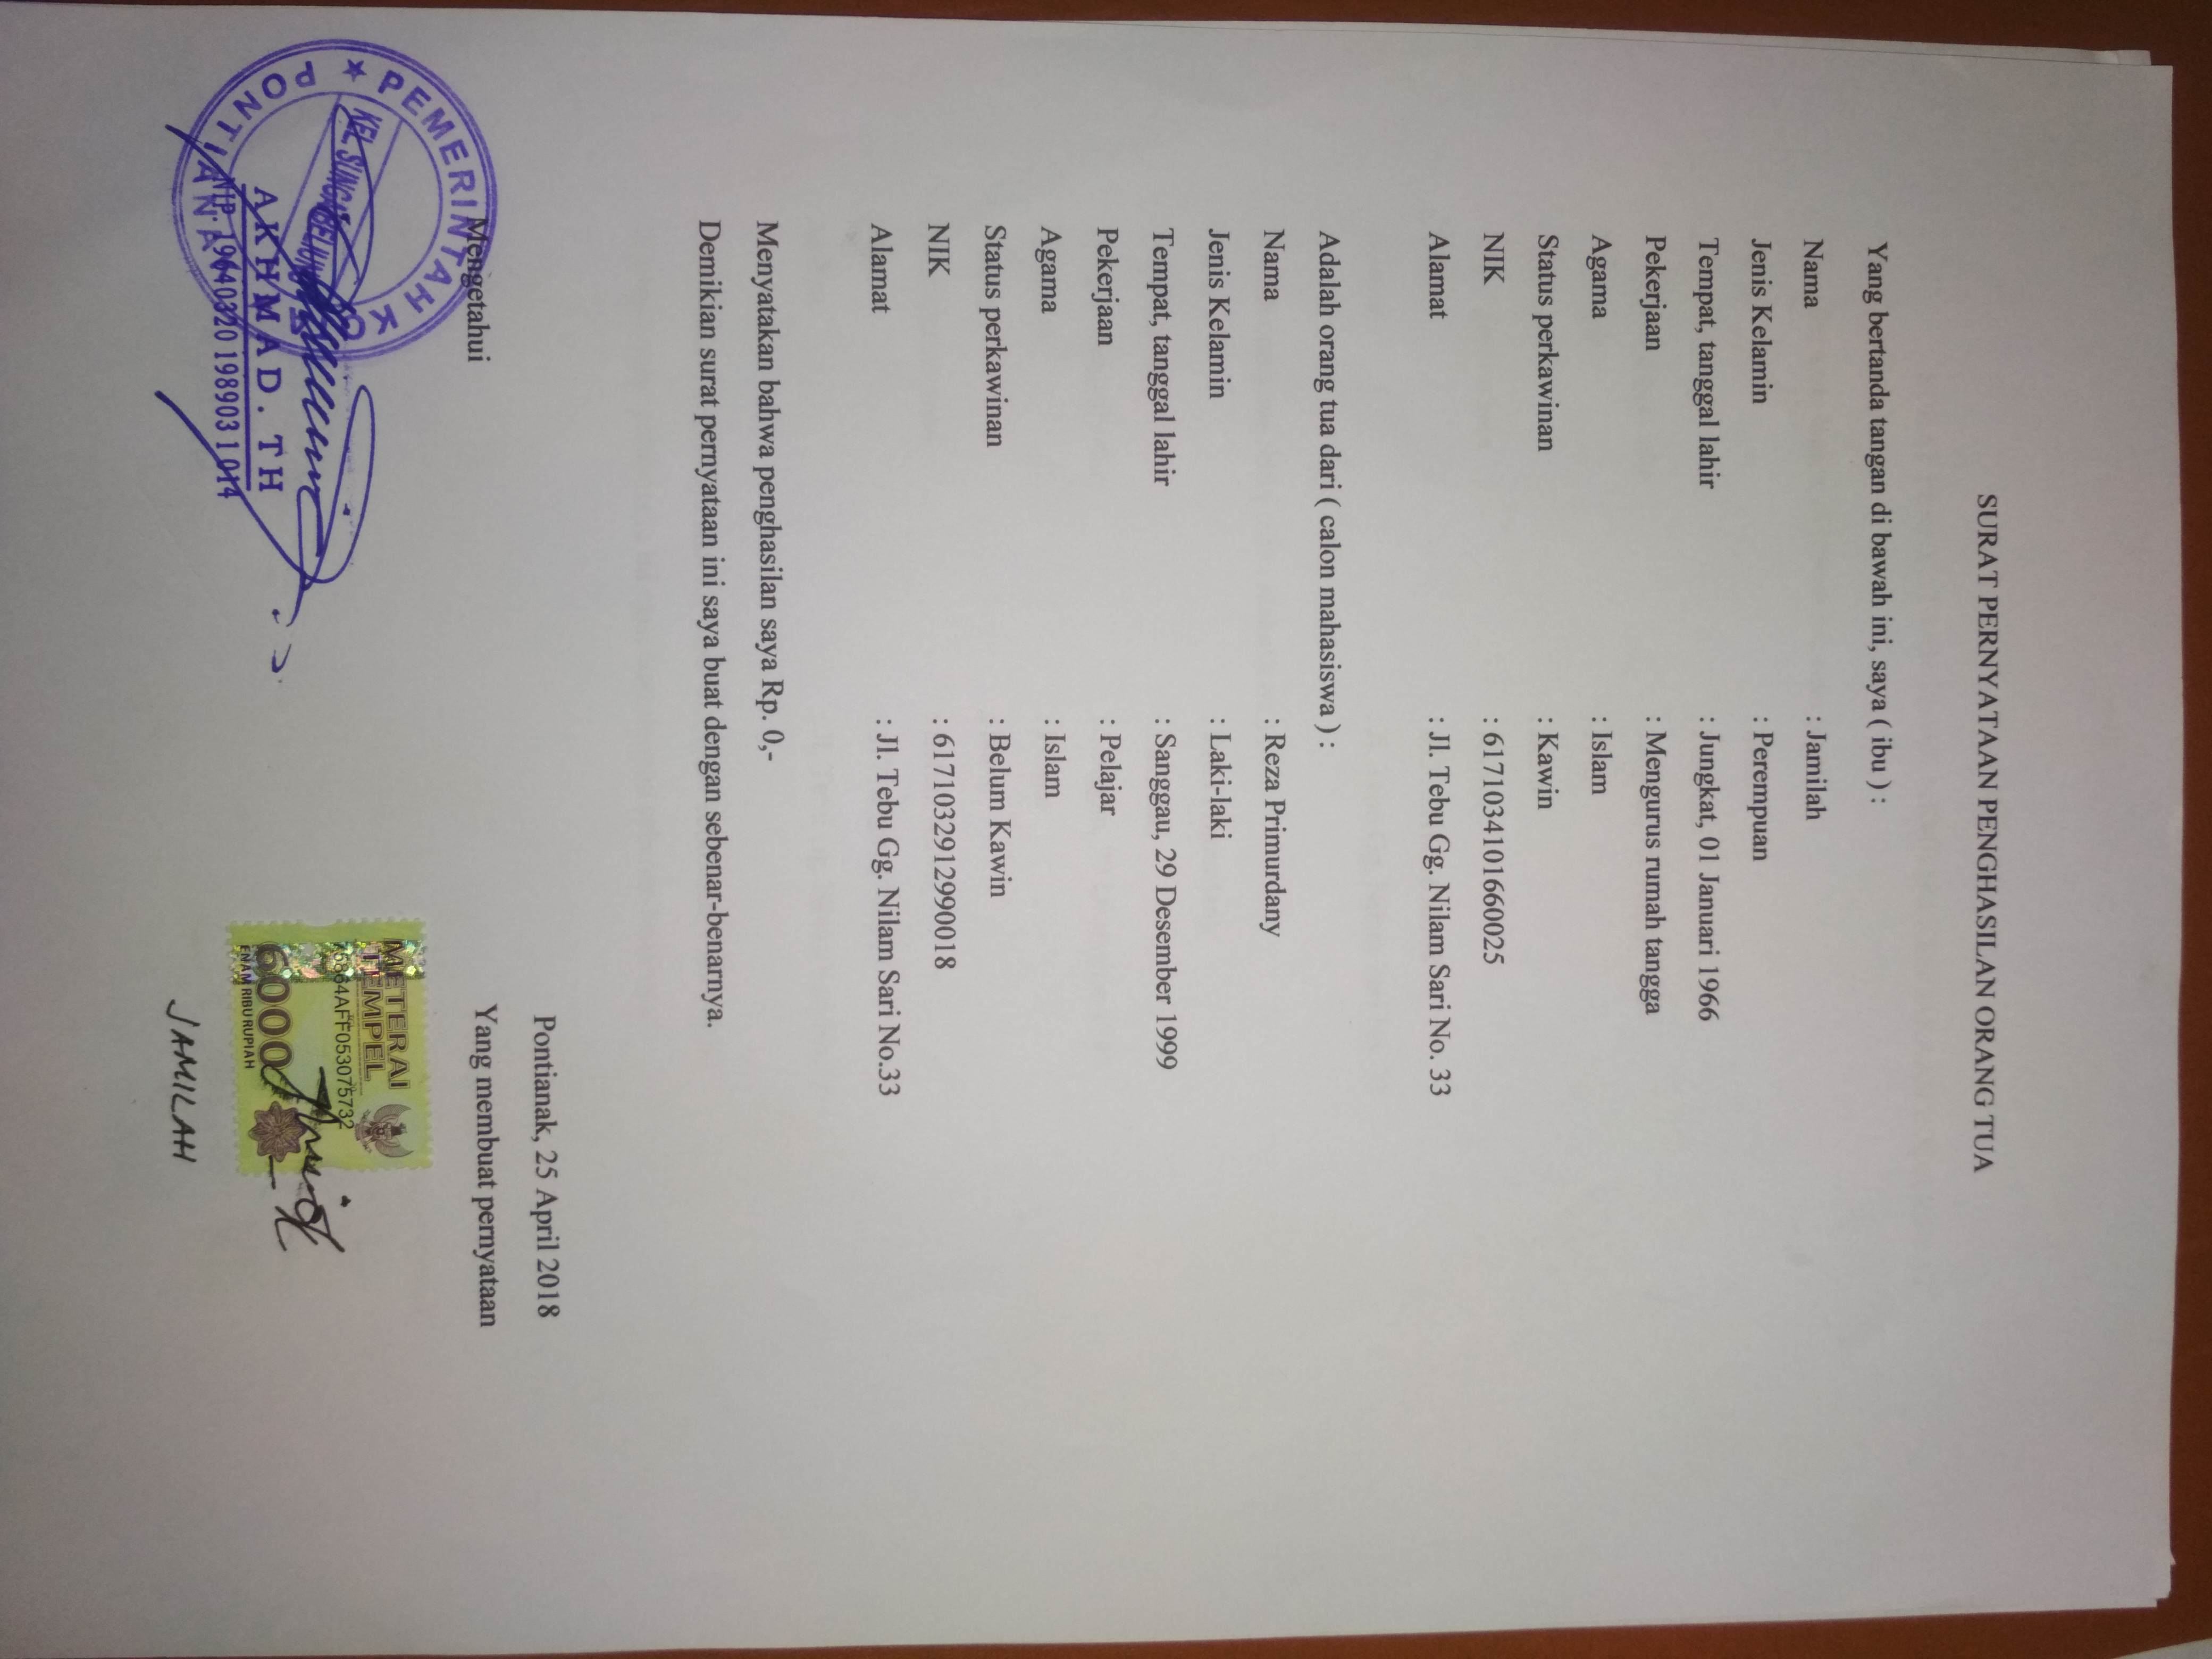 SURAT PERNYATAAN PENGHASILAN ORANG TUA
Yang bertanda tangan di bawah ini, saya ( ibu ) :
Nama : Jamilah
Jenis Kelamin : Perempuan
Tempat, tanggal lahir : Jungkat, 01 Januari 1966
Pekerjaan : Mengurus rumah tangga
Agama : Islam
Status perkawinan : Kawin
NIK : 6171034101660025
Alamat : Jl. Tebu Gg. Nilam Sari No. 33
Adalah orang tua dari ( calon mahasiswa ) :
Nama : Reza Primurdany
Jenis Kelamin : Laki-laki
Tempat, tanggal lahir : Sanggau, 29 Desember 1999
Pekerjaan : Pelajar
Agama : Islam
Status perkawinan : Belum Kawin
NIK : 6171032912990018
Alamat : Jl. Tebu Gg. Nilam Sari No.33
Menyatakan bahwa penghasilan saya Rp. 0,-
Demikian surat pernyataan ini saya buat dengan sebenar-benarnya.
Pontianak, 25 April 2018
Mengetahui Yang membuat pernyataan
PEMERINTAH KOTA
PONTIANAK
KEL. SUNGAI BELIUNG
AKHMAD. TH
NIP. 19640320 198903 1 014
METERAI
TEMPEL
AFF053075732
6000
ENAM RIBU RUPIAH
JAMILAH